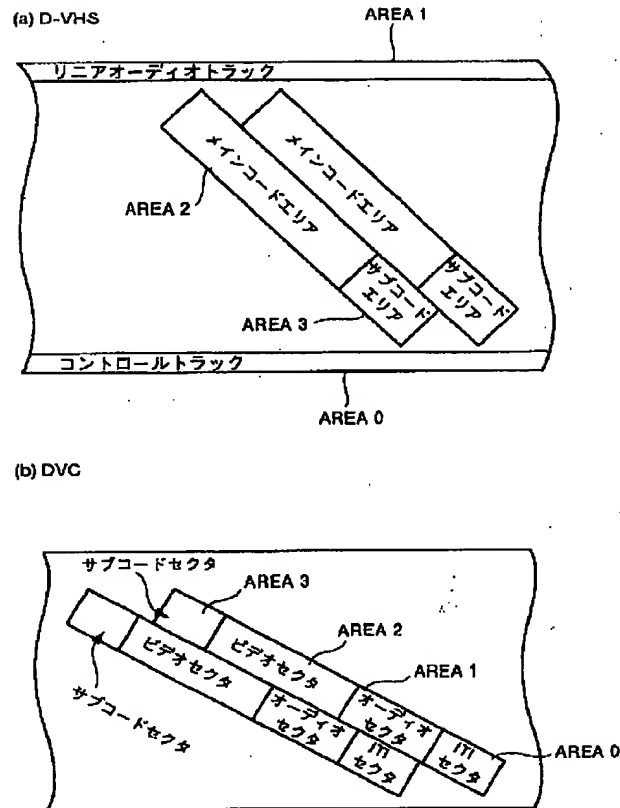 (a) D-VHS
AREA 1
リニアオーディオトラック
メインコードエリア
メインコードエリア
AREA 2
サブコード
エリア
サブコード
エリア
AREA 3
コントロールトラック
AREA 0
(b) DVC
サブコードセクタ
AREA 3
AREA 2
ビデオセクタ
ビデオセクタ
AREA 1
オーディオ
セクタ
オーディオ
セクタ
サブコードセクタ
ITI
セクタ
ITI
セクタ
AREA 0